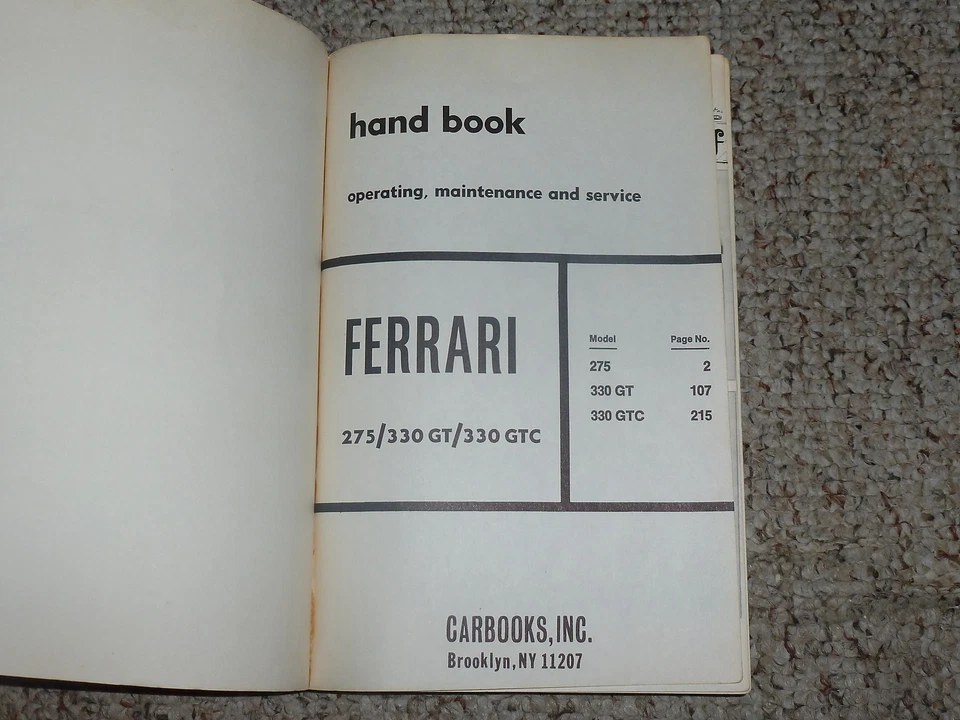 hand book
operating, maintenance and service
FERRARI
275/330 GT/330 GTC
Model Page No.
275 2
330 GT 107
330 GTC 215
CARBOOKS, INC.
Brooklyn, NY 11207